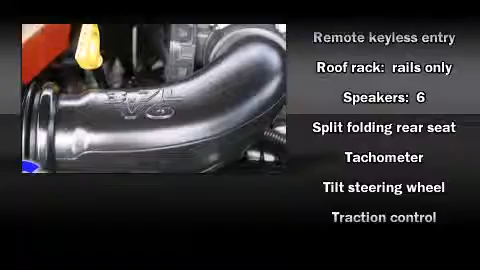 V6
Remote keyless entry
Roof rack: rails only
Speakers: 6
Split folding rear seat
Tachometer
Tilt steering wheel
Traction control